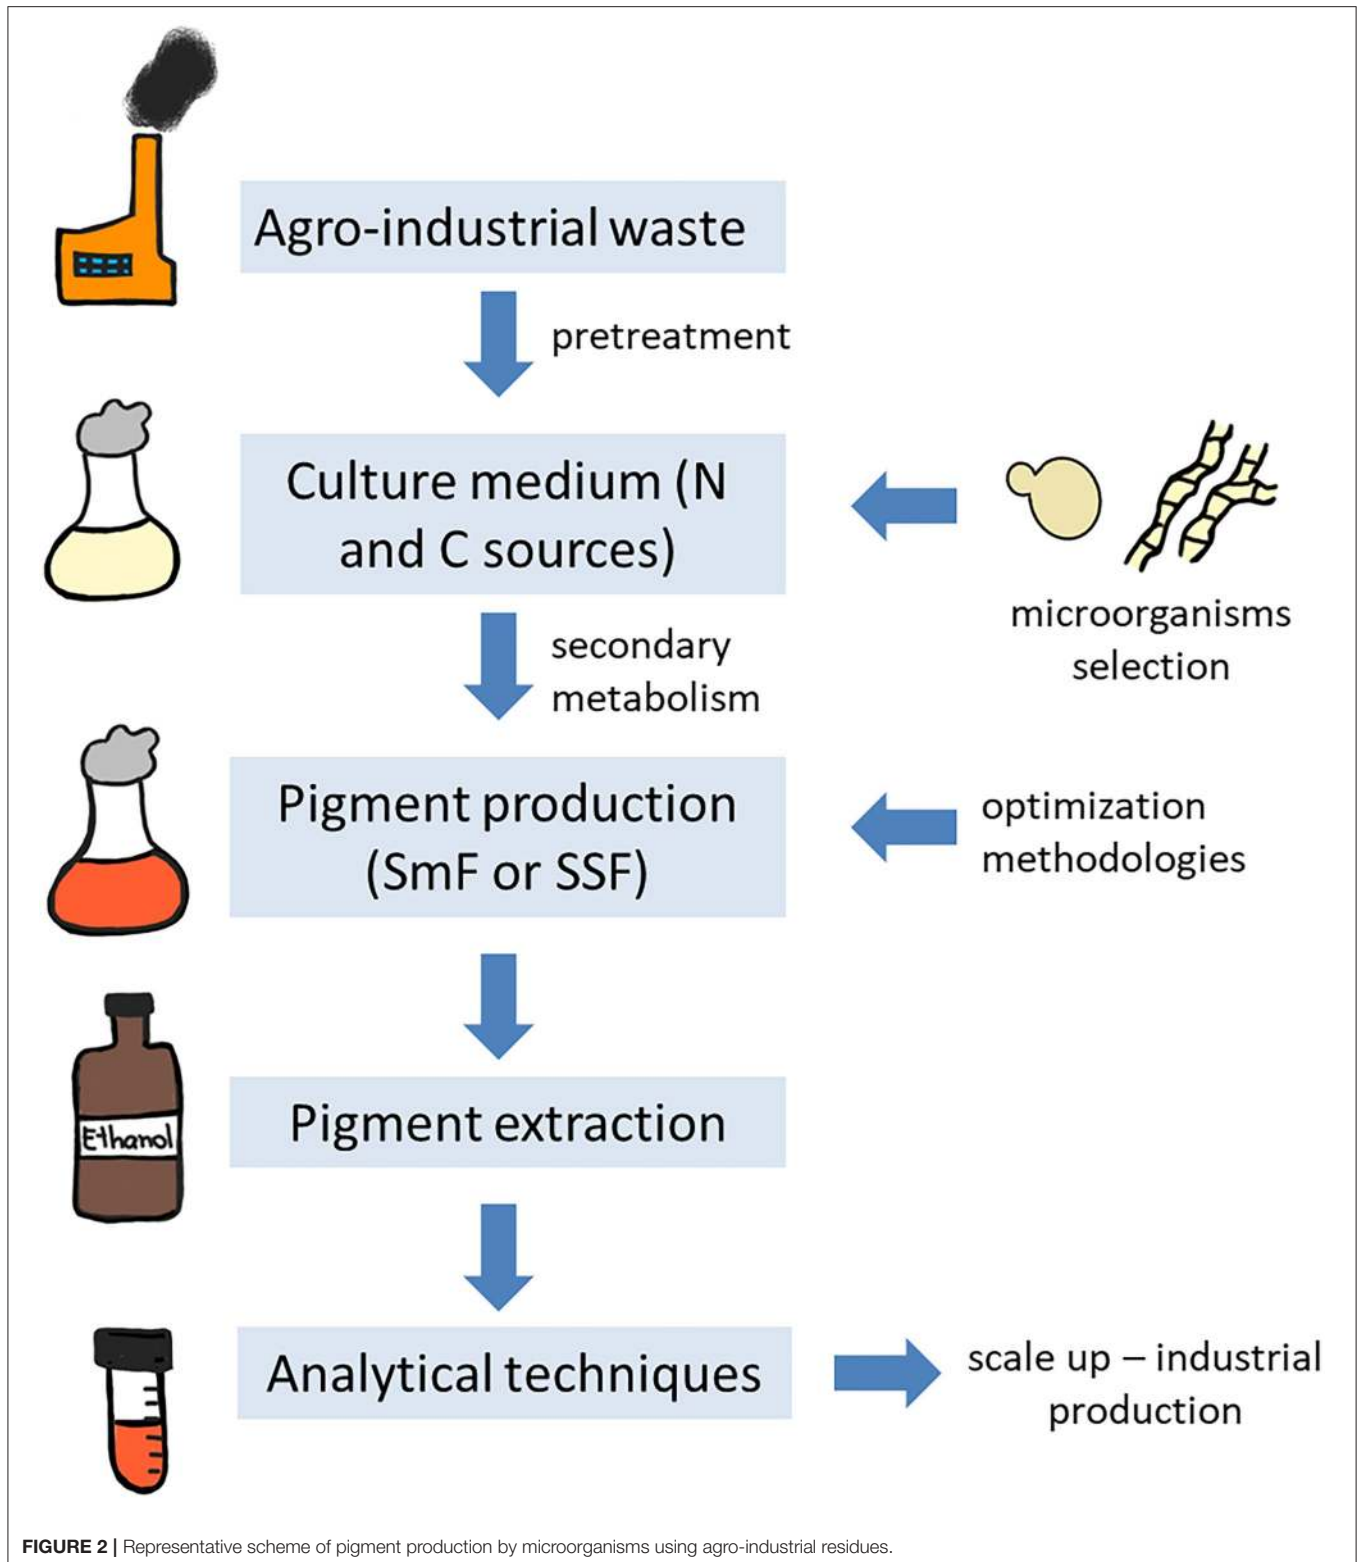 Agro-industrial waste
pretreatment
Culture medium (N
and C sources)
microorganisms
selection
secondary
metabolism
Pigment production
(SmF or SSF)
optimization
methodologies
Ethanol
Pigment extraction
Analytical techniques
scale up – industrial
production
FIGURE 2 | Representative scheme of pigment production by microorganisms using agro-industrial residues.